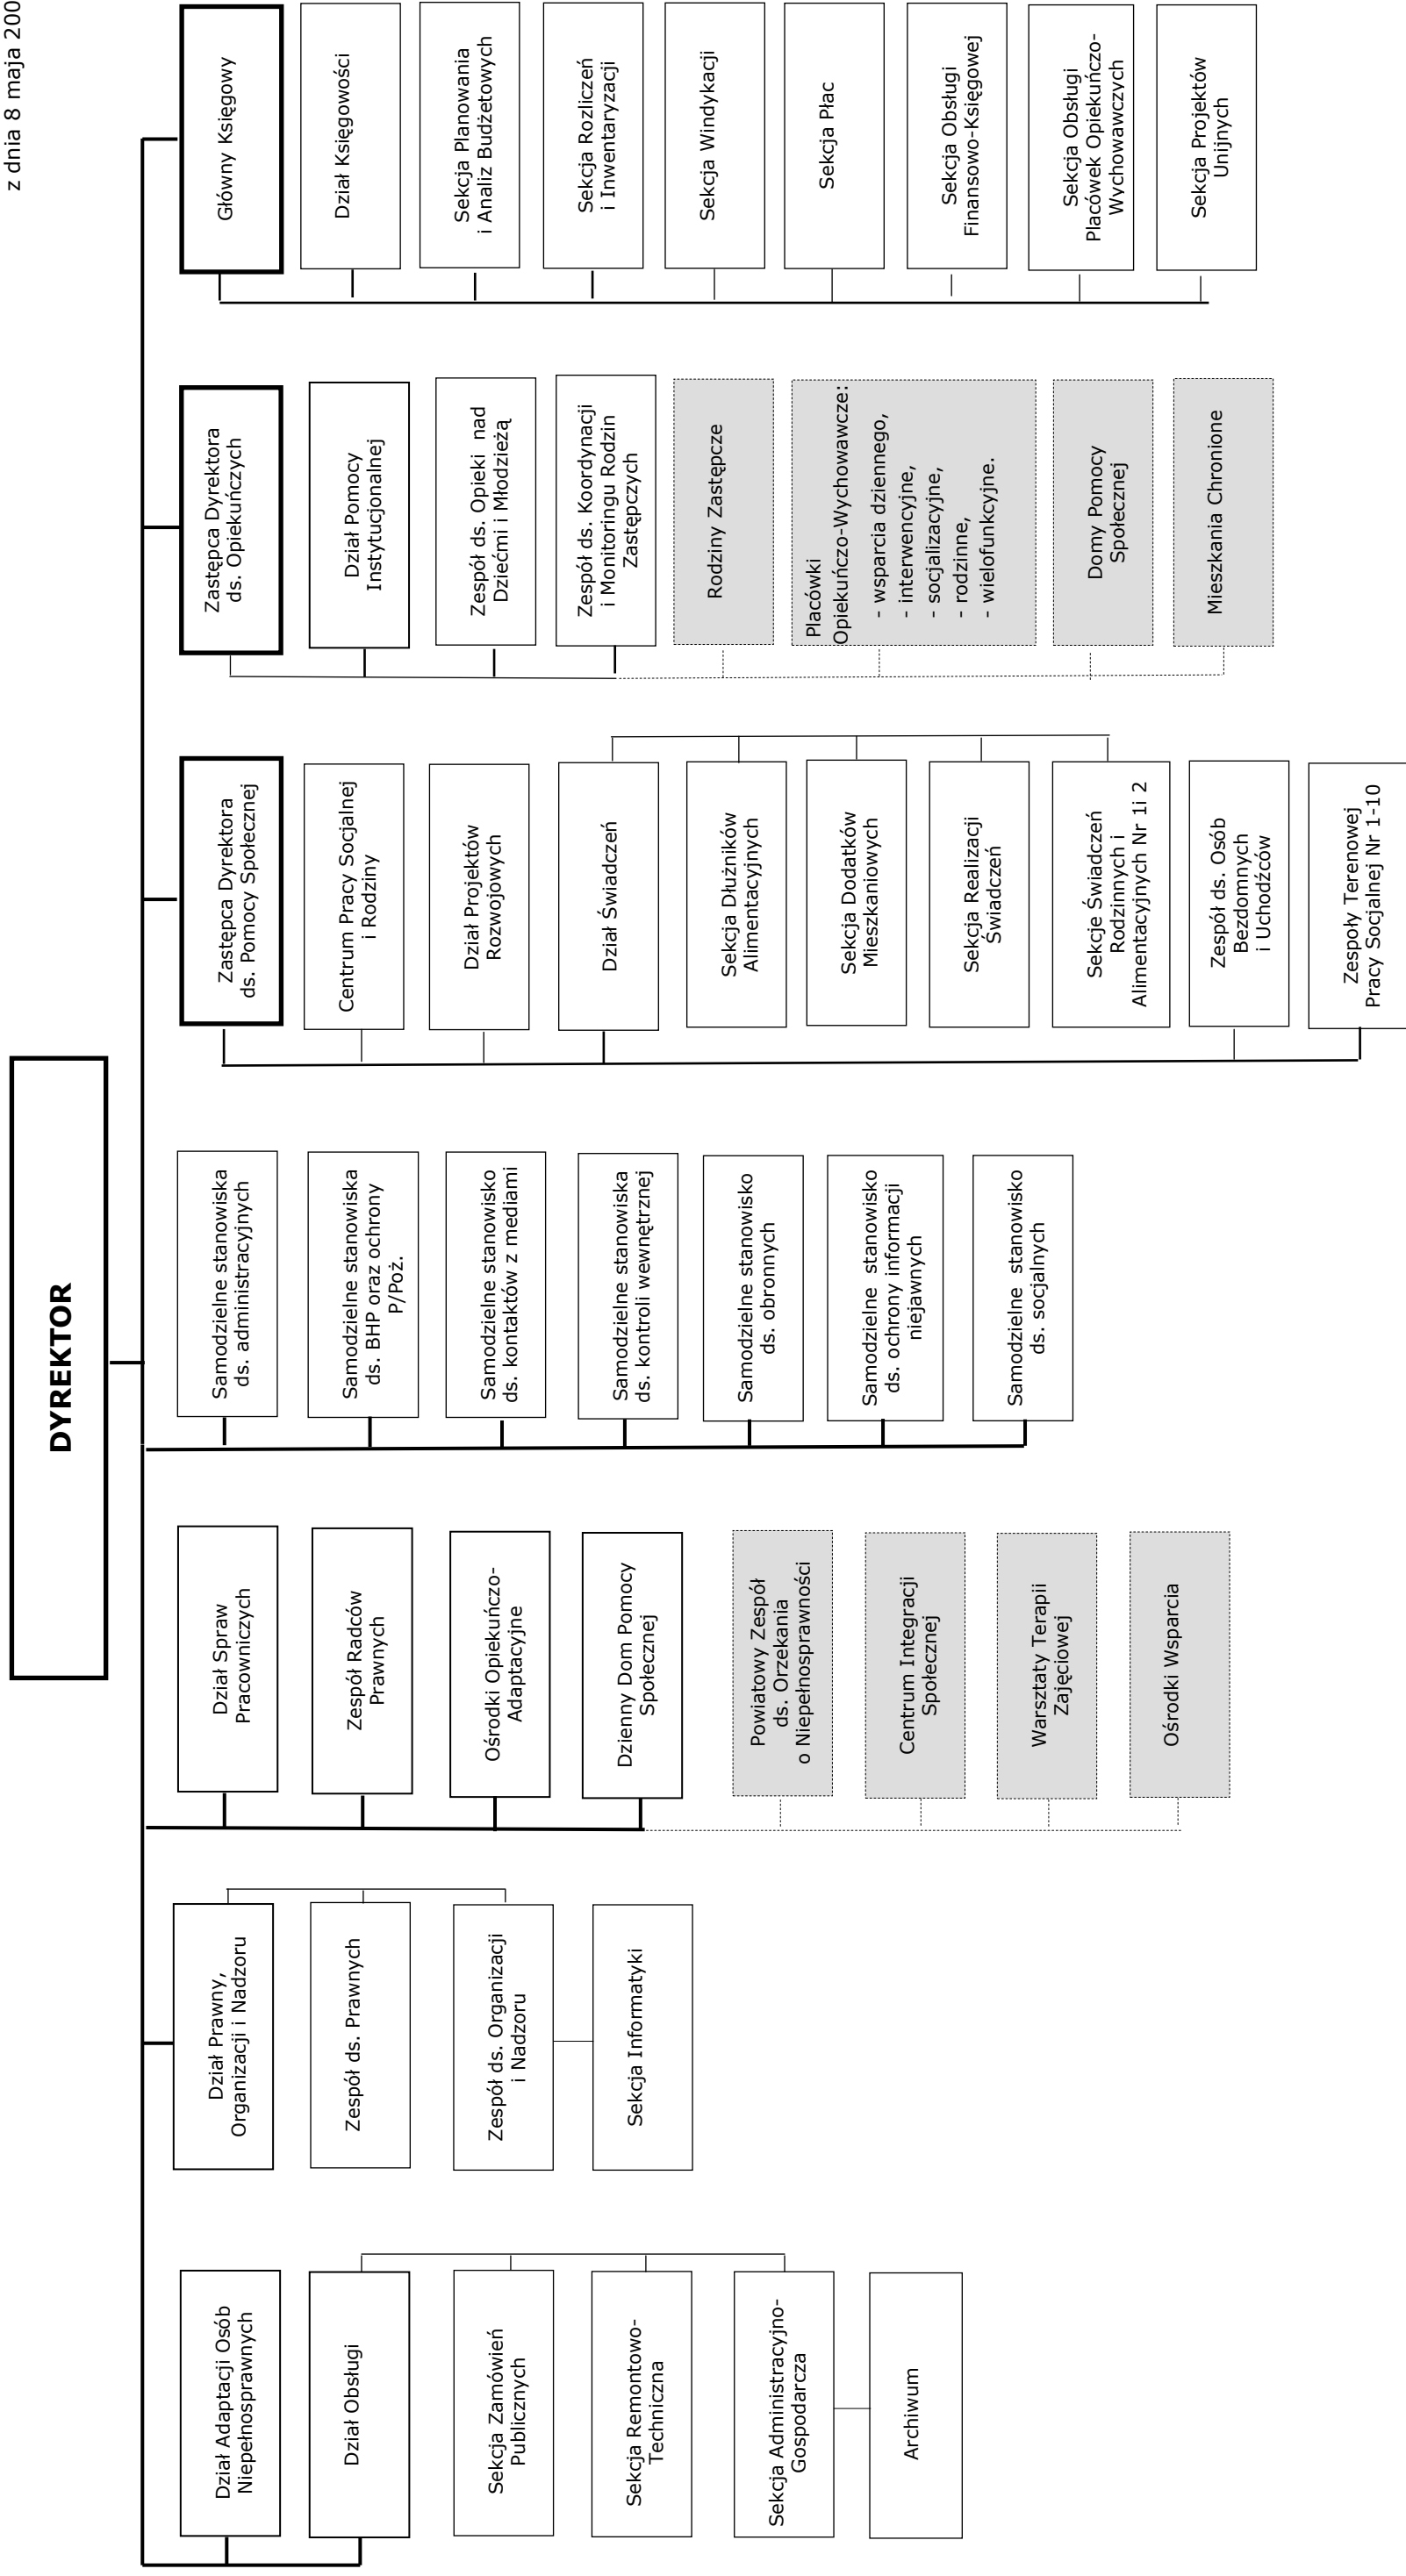 z dnia 8 maja 200
DYREKTOR
Dział Adaptacji Osób
Niepełnosprawnych
Dział Obsługi
Sekcja Zamówień
Publicznych
Sekcja Remontowo-
Techniczna
Sekcja Administracyjno-
Gospodarcza
Archiwum
Dział Prawny,
Organizacji i Nadzoru
Zespół ds. Prawnych
Zespół ds. Organizacji
i Nadzoru
Sekcja Informatyki
Dział Spraw
Pracowniczych
Zespół Radców
Prawnych
Ośrodki Opiekuńczo-
Adaptacyjne
Dzienny Dom Pomocy
Społecznej
Powiatowy Zespół
ds. Orzekania
o Niepełnosprawności
Centrum Integracji
Społecznej
Warsztaty Terapii
Zajęciowej
Ośrodki Wsparcia
Samodzielne stanowiska
ds. administracyjnych
Samodzielne stanowiska
ds. BHP oraz ochrony
P/Poż.
Samodzielne stanowisko
ds. kontaktów z mediami
Samodzielne stanowiska
ds. kontroli wewnętrznej
Samodzielne stanowisko
ds. obronnych
Samodzielne stanowisko
ds. ochrony informacji
niejawnych
Samodzielne stanowisko
ds. socjalnych
Zastępca Dyrektora
ds. Pomocy Społecznej
Centrum Pracy Socjalnej
i Rodziny
Dział Projektów
Rozwojowych
Dział Świadczeń
Sekcja Dłużników
Alimentacyjnych
Sekcja Dodatków
Mieszkaniowych
Sekcja Realizacji
Świadczeń
Sekcje Świadczeń
Rodzinnych i
Alimentacyjnych Nr 1i 2
Zespół ds. Osób
Bezdomnych
i Uchodźców
Zespoły Terenowej
Pracy Socjalnej Nr 1-10
Zastępca Dyrektora
ds. Opiekuńczych
Dział Pomocy
Instytucjonalnej
Zespół ds. Opieki nad
Dziećmi i Młodzieżą
Zespół ds. Koordynacji
i Monitoringu Rodzin
Zastępczych
Rodziny Zastępcze
Placówki
Opiekuńczo-Wychowawcze:
- wsparcia dziennego,
- interwencyjne,
- socjalizacyjne,
- rodzinne,
- wielofunkcyjne.
Domy Pomocy
Społecznej
Mieszkania Chronione
Główny Księgowy
Dział Księgowości
Sekcja Planowania
i Analiz Budżetowych
Sekcja Rozliczeń
i Inwentaryzacji
Sekcja Windykacji
Sekcja Płac
Sekcja Obsługi
Finansowo-Księgowej
Sekcja Obsługi
Placówek Opiekuńczo-
Wychowawczych
Sekcja Projektów
Unijnych